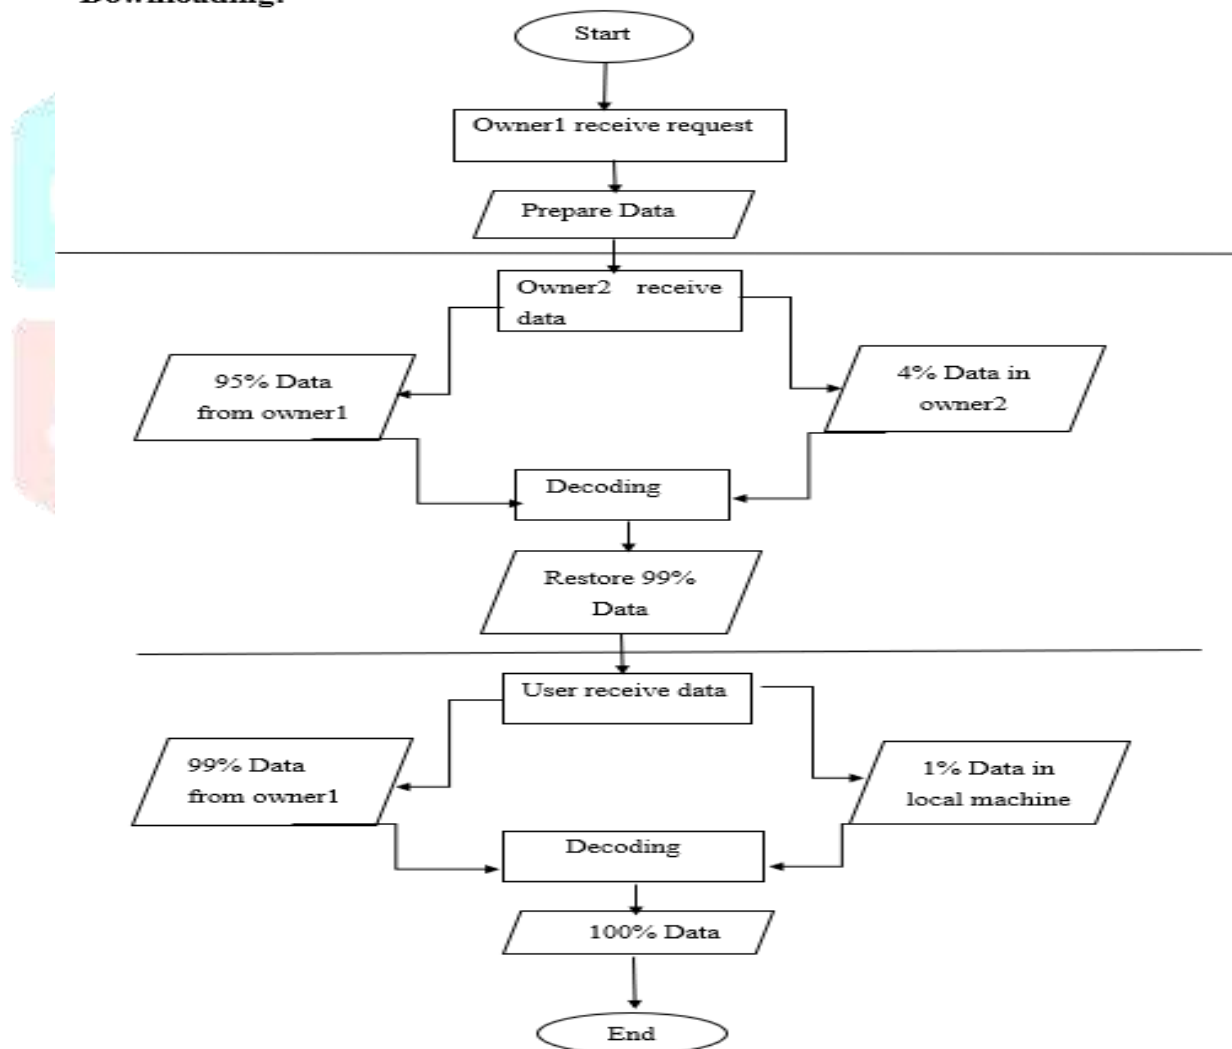 Downloading:
Start
Owner1 receive request
Prepare Data
Owner2 receive
data
95% Data
from owner1
4% Data in
owner2
Decoding
Restore 99%
Data
User receive data
99% Data
from owner1
1% Data in
local machine
Decoding
100% Data
End